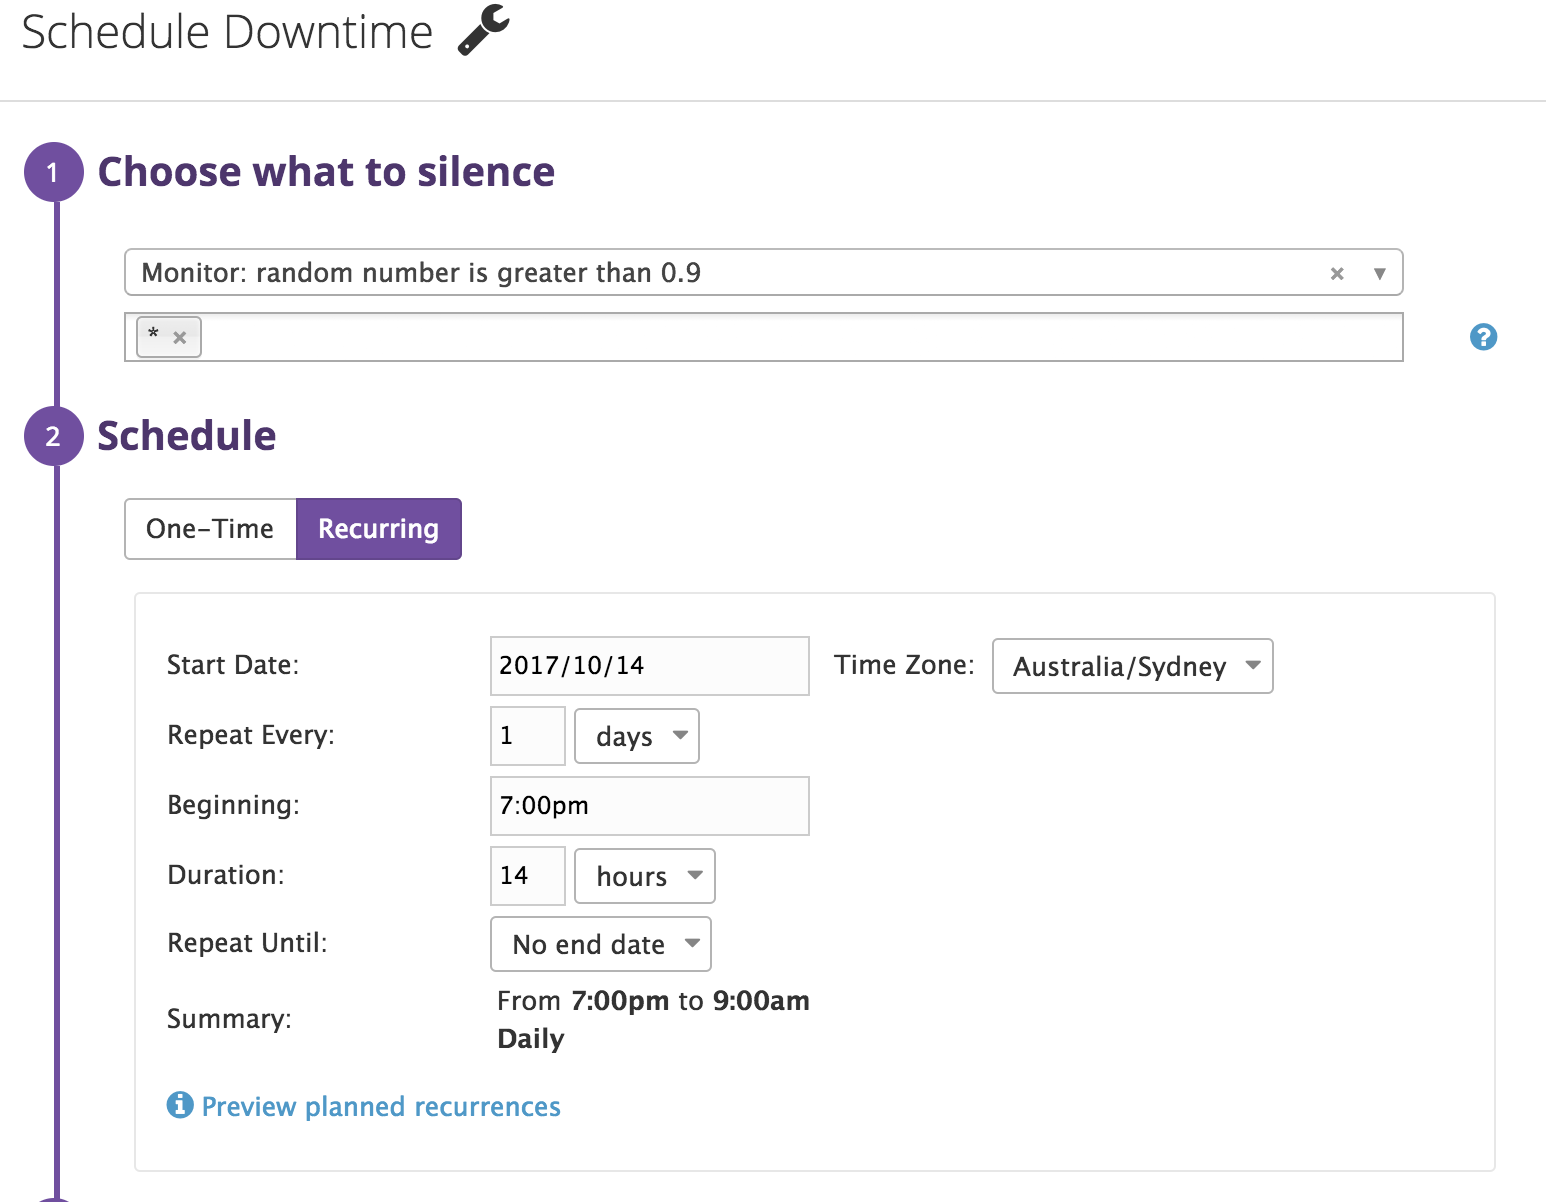 Schedule Downtime
1 Choose what to silence
Monitor: random number is greater than 0.9 × ▼
* ×
?
2 Schedule
One-Time Recurring
Start Date: 2017/10/14 Time Zone: Australia/Sydney
Repeat Every: 1 days
Beginning: 7:00pm
Duration: 14 hours
Repeat Until: No end date
Summary: From 7:00pm to 9:00am
Daily
Preview planned recurrences